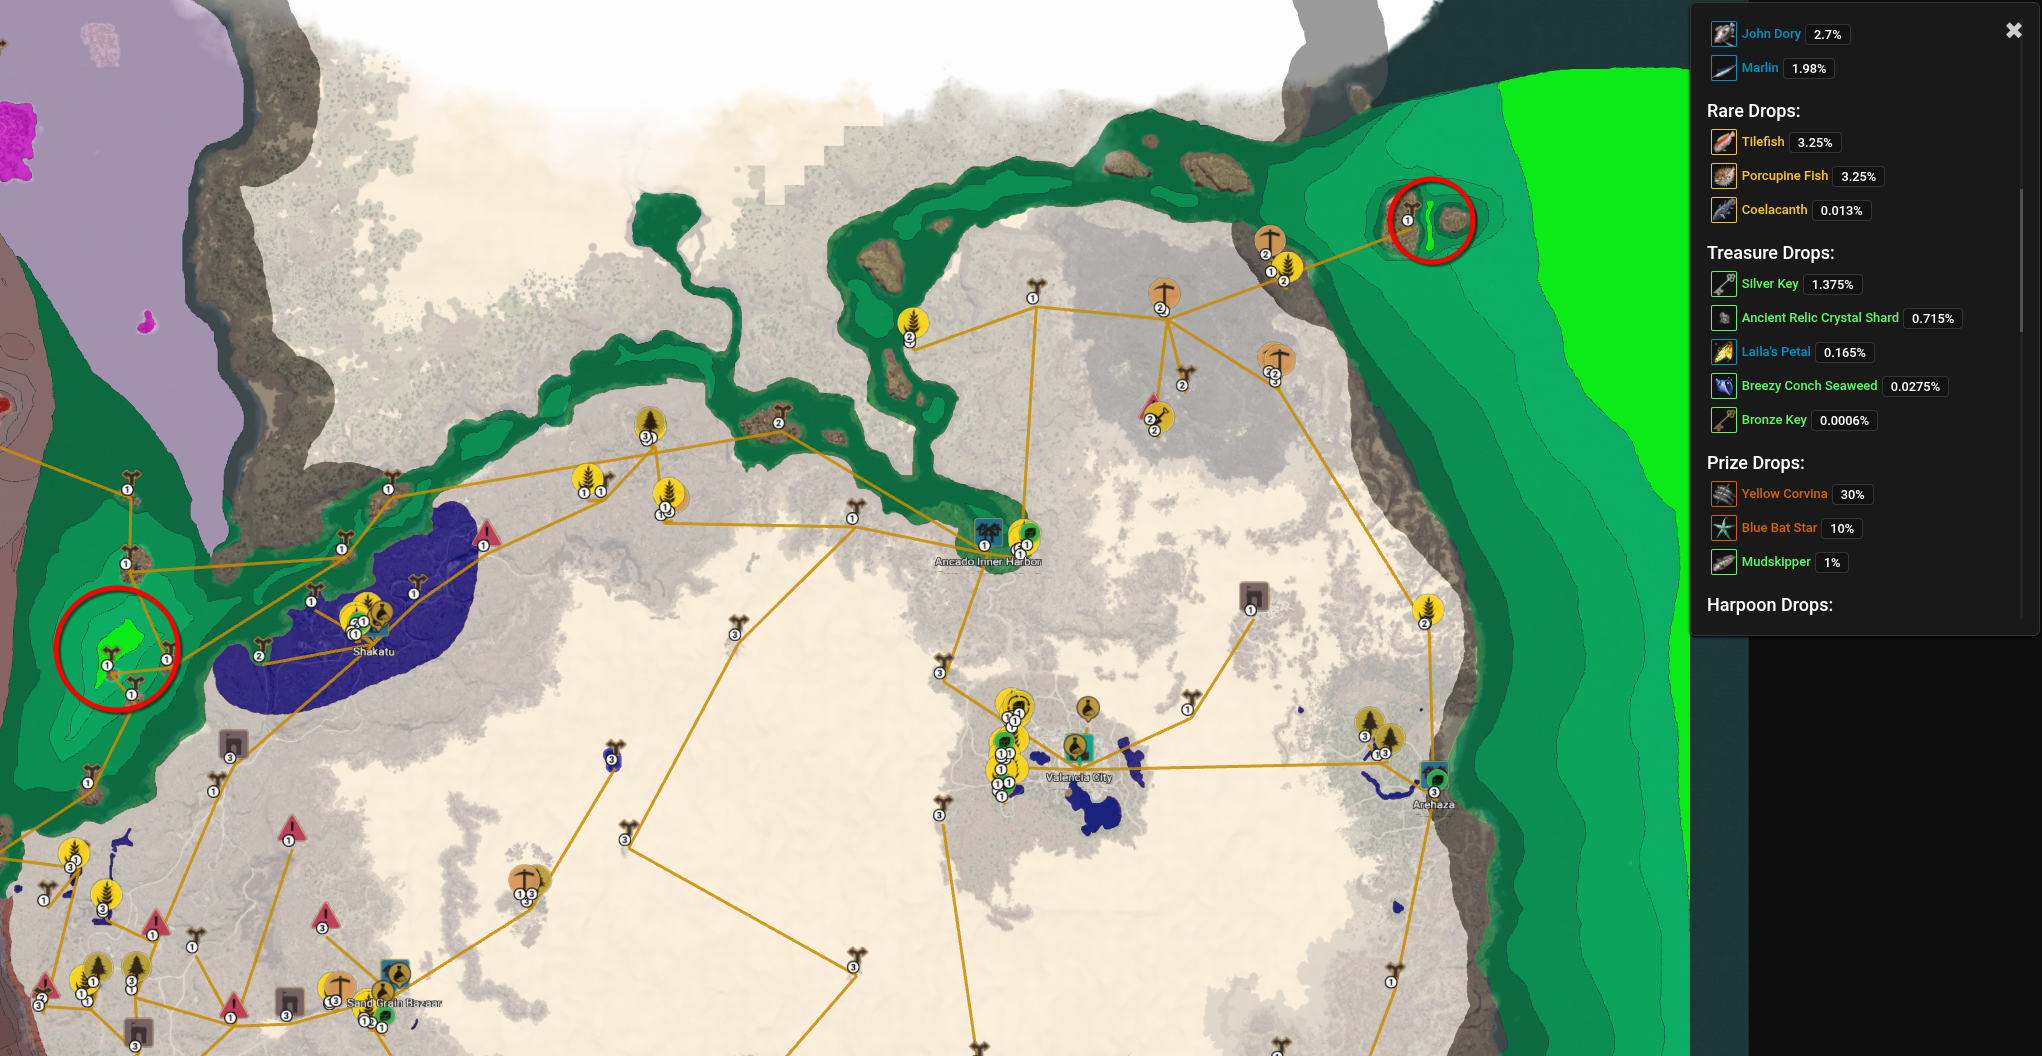 John Dory 2.7%
Marlin 1.98%
Rare Drops:
Tilefish 3.25%
Porcupine Fish 3.25%
Coelacanth 0.013%
Treasure Drops:
Silver Key 1.375%
Ancient Relic Crystal Shard 0.715%
Laila's Petal 0.165%
Breezy Conch Seaweed 0.0275%
Bronze Key 0.0006%
Prize Drops:
Yellow Corvina 30%
Blue Bat Star 10%
Mudskipper 1%
Harpoon Drops:
Ancado Inner Harbor
Shakatu
Valencia City
Arehaza
Sand Grain Bazaar